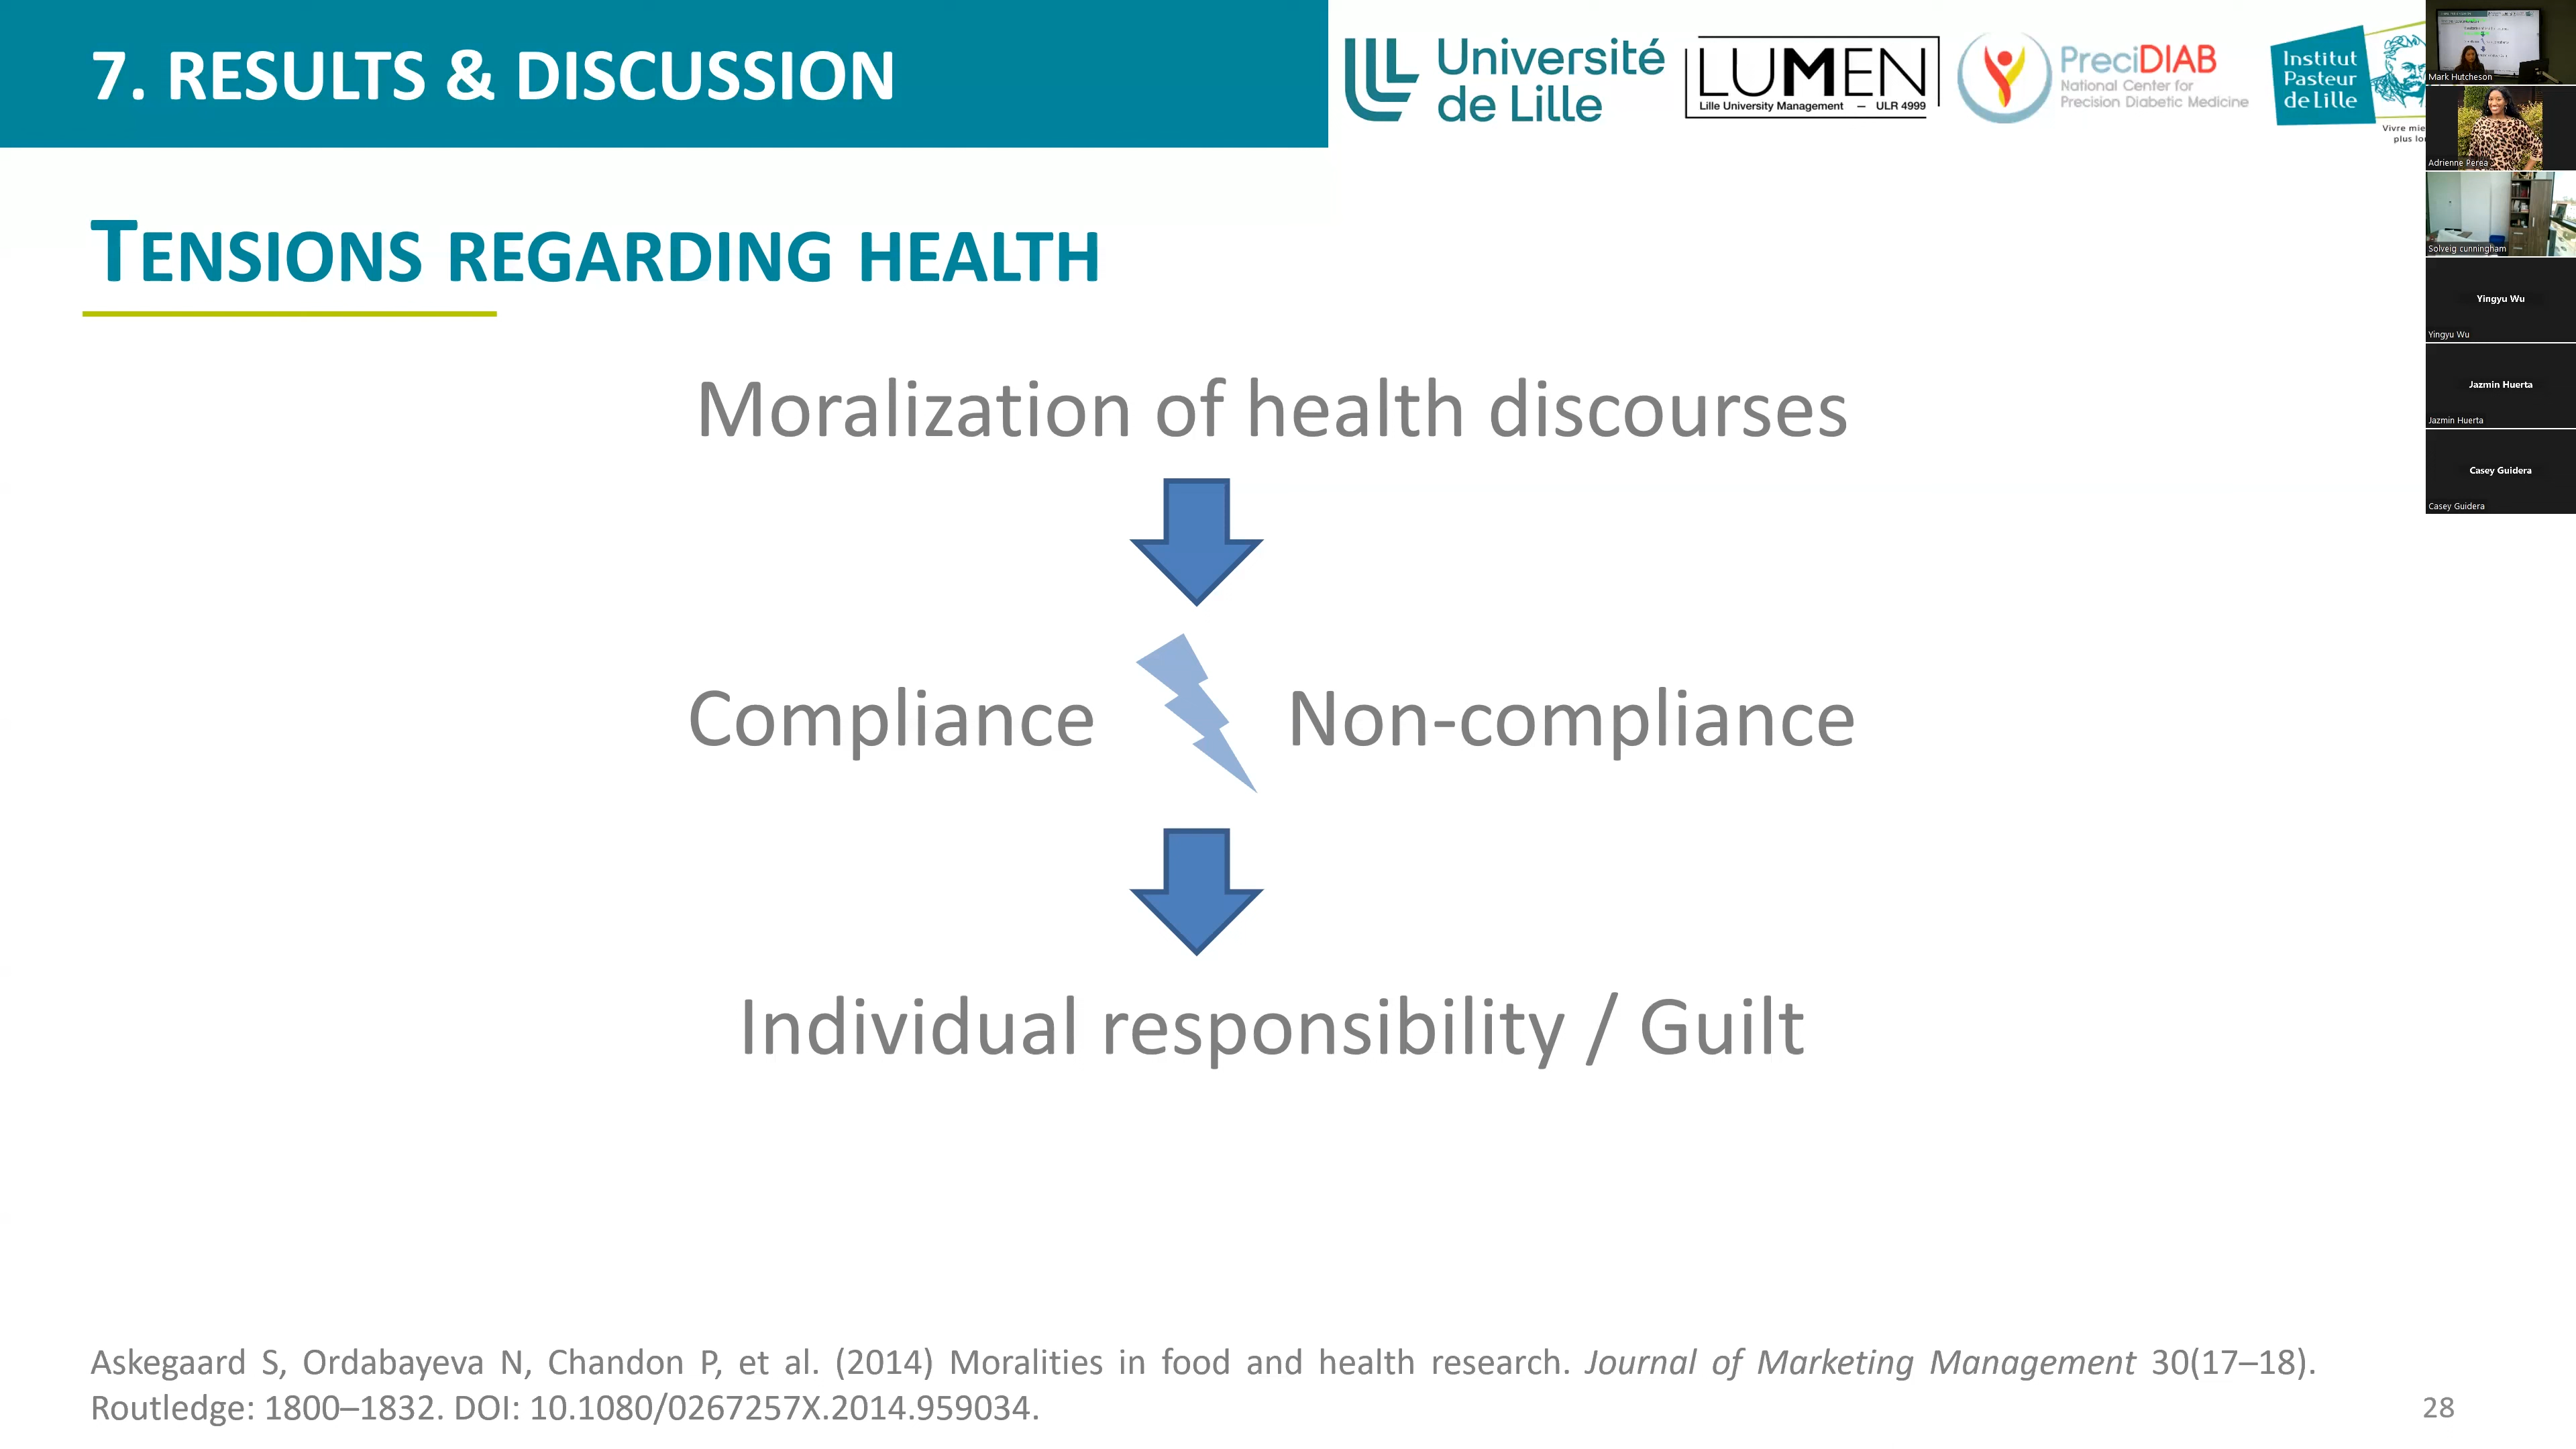 7. RESULTS & DISCUSSION
Université
de Lille
LUMEN
Lille University Management — ULR 4999
PreciDIAB
National Center for
Precision Diabetic Medicine
Institut
Pasteur
de Lille
TENSIONS REGARDING HEALTH
Moralization of health discourses
Compliance Non-compliance
Individual responsibility / Guilt
Askegaard S, Ordabayeva N, Chandon P, et al. (2014) Moralities in food and health research. Journal of Marketing Management 30(17–18).
Routledge: 1800–1832. DOI: 10.1080/0267257X.2014.959034.
28
Mark Hutcheson
Adrienne Perea
Solveig cunningham
Yingyu Wu
Yingyu Wu
Jazmin Huerta
Jazmin Huerta
Casey Guidera
Casey Guidera